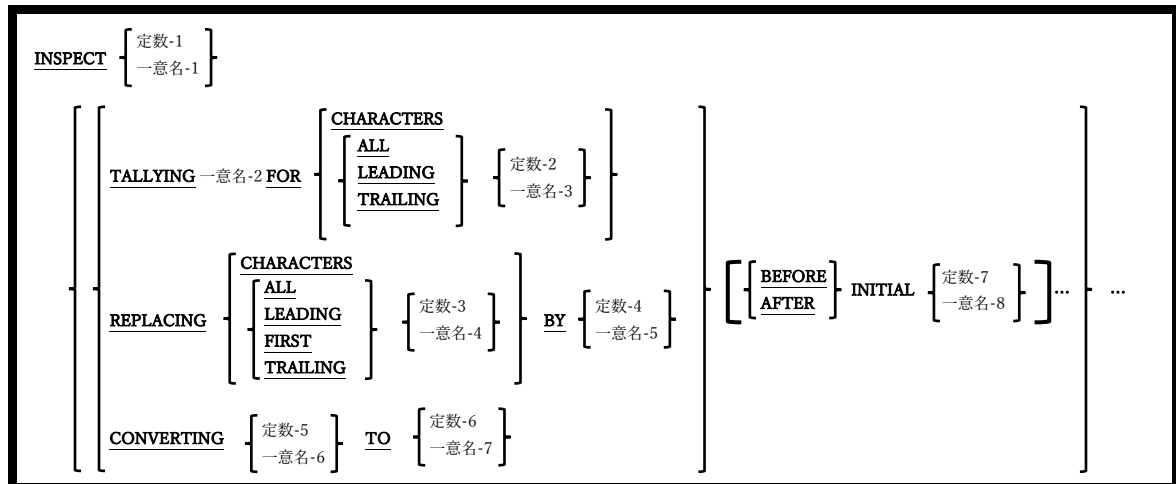 定数-1
INSPECT
一意名-1
CHARACTERS
ALL
LEADING
TRAILING
定数-2
一意名-3
TALLYING 一意名-2 FOR
CHARACTERS
ALL
LEADING
FIRST
TRAILING
定数-3
一意名-4
REPLACING
BY
定数-4
一意名-5
BEFORE
AFTER
INITIAL
定数-7
一意名-8
... ...
CONVERTING
定数-5
一意名-6
TO
定数-6
一意名-7